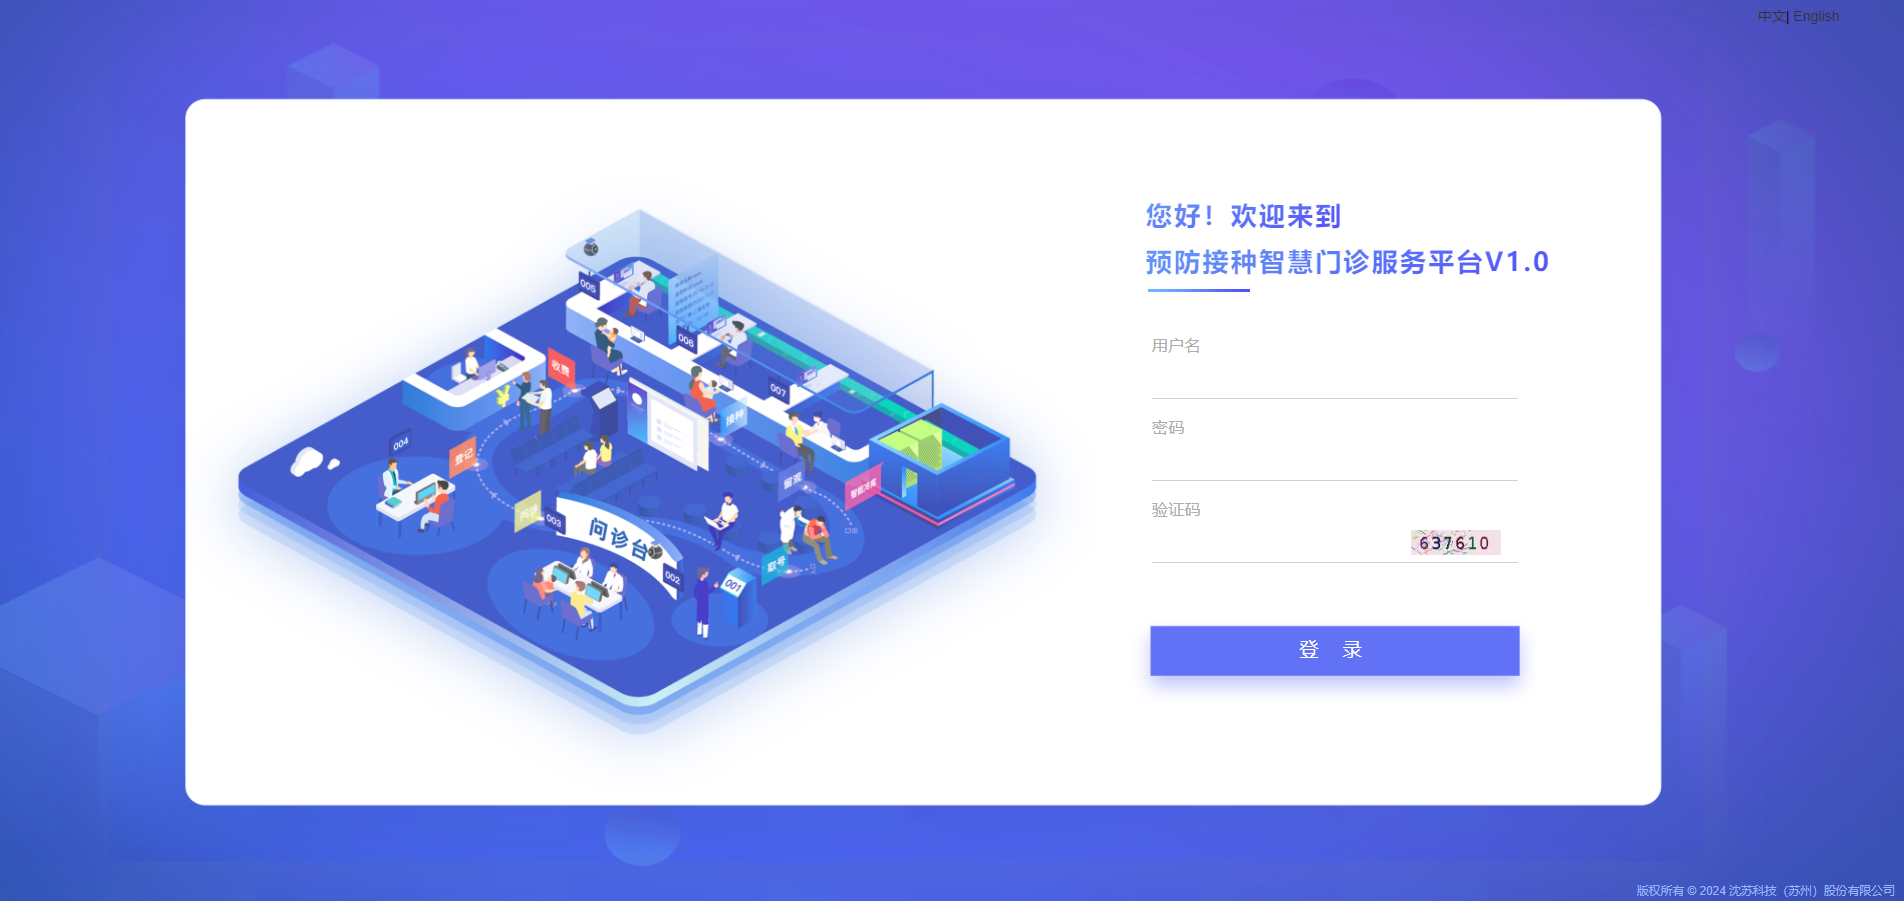 中文| English
您好！欢迎来到
预防接种智慧门诊服务平台V1.0
用户名
密码
验证码
637610
登 录
005
006
007
收费
接种
004
登记
留观
智能冷库
003
问诊台
002
取号
001
版权所有 © 2024 沈苏科技（苏州）股份有限公司